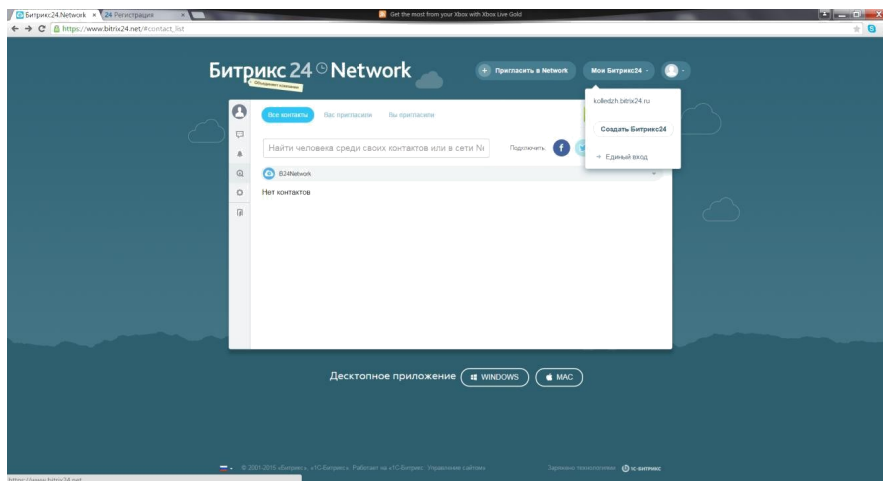 Битрикс24.Network
24 Регистрация
Get the most from your Xbox with Xbox Live Gold
https://www.bitrix24.net/#contact_list
Битрикс 24 Network
Объединяет компании
Пригласить в Network
Мои Битрикс24
kolledzh.bitrix24.ru
Создать Битрикс24
Единый вход
Все контакты
Вас пригласили
Вы пригласили
Найти человека среди своих контактов или в сети Ne
Подключить:
B24Network
Нет контактов
Десктопное приложение
WINDOWS
MAC
© 2001-2015 «Битрикс», «1С-Битрикс». Работает на «1С-Битрикс: Управление сайтом»
Заряжено технологиями
1С-БИТРИКС
https://www.bitrix24.net